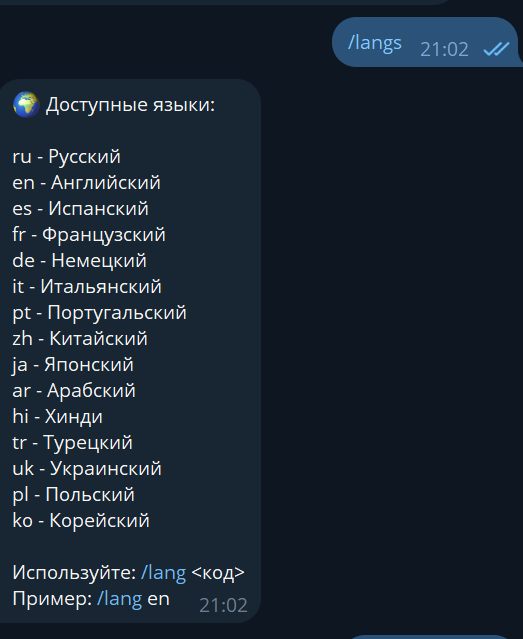 /langs 21:02
🌍 Доступные языки:
ru - Русский
en - Английский
es - Испанский
fr - Французский
de - Немецкий
it - Итальянский
pt - Португальский
zh - Китайский
ja - Японский
ar - Арабский
hi - Хинди
tr - Турецкий
uk - Украинский
pl - Польский
ko - Корейский
Используйте: /lang <код>
Пример: /lang en 21:02